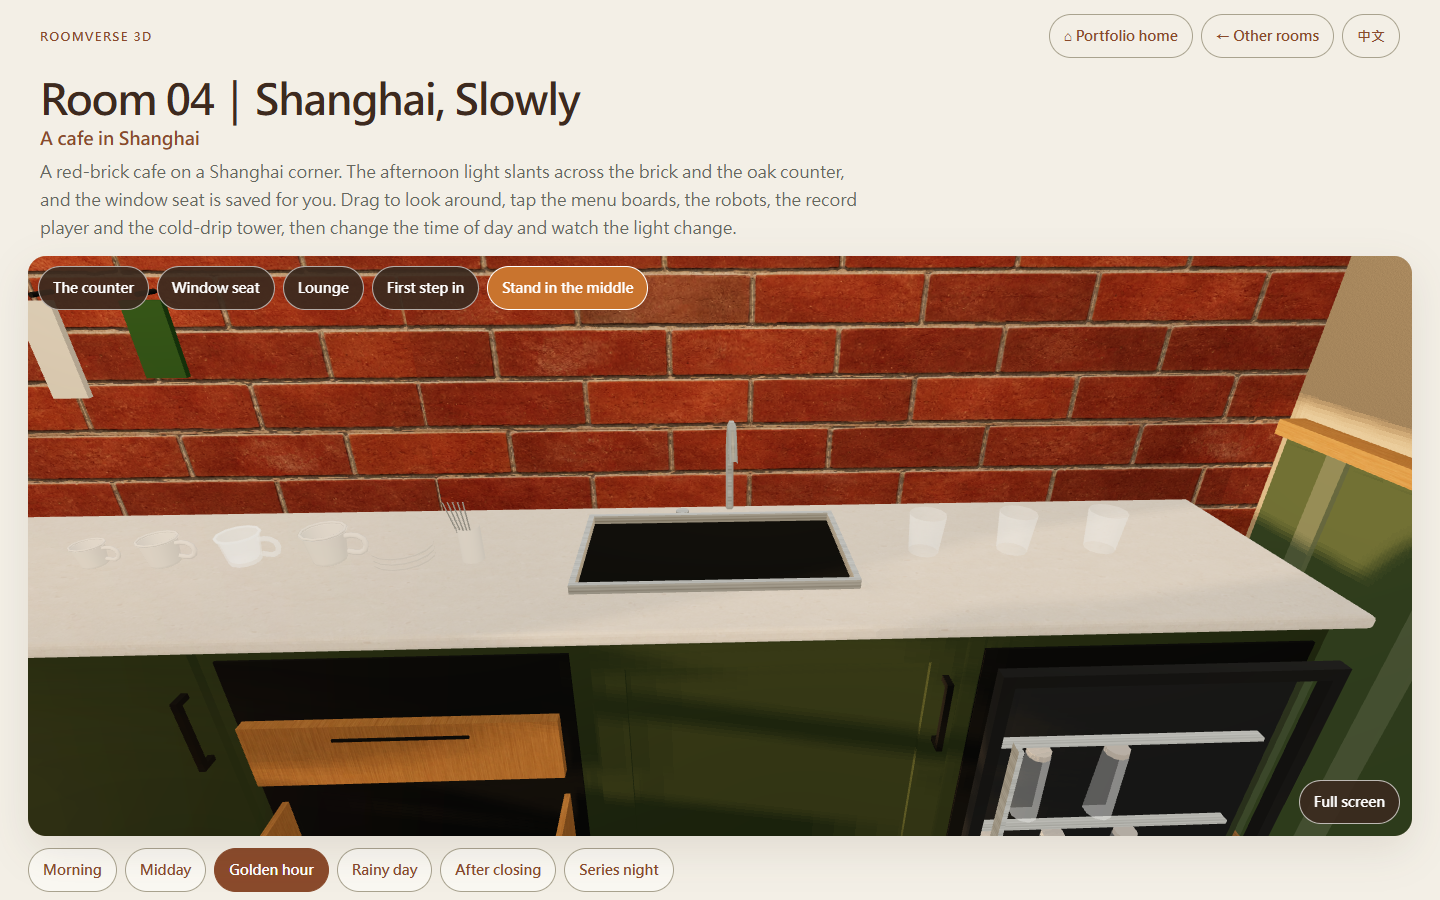 ROOMVERSE 3D
⌂ Portfolio home
← Other rooms
中文
Room 04 | Shanghai, Slowly
A cafe in Shanghai
A red-brick cafe on a Shanghai corner. The afternoon light slants across the brick and the oak counter,
and the window seat is saved for you. Drag to look around, tap the menu boards, the robots, the record
player and the cold-drip tower, then change the time of day and watch the light change.
The counter
Window seat
Lounge
First step in
Stand in the middle
Full screen
Morning
Midday
Golden hour
Rainy day
After closing
Series night